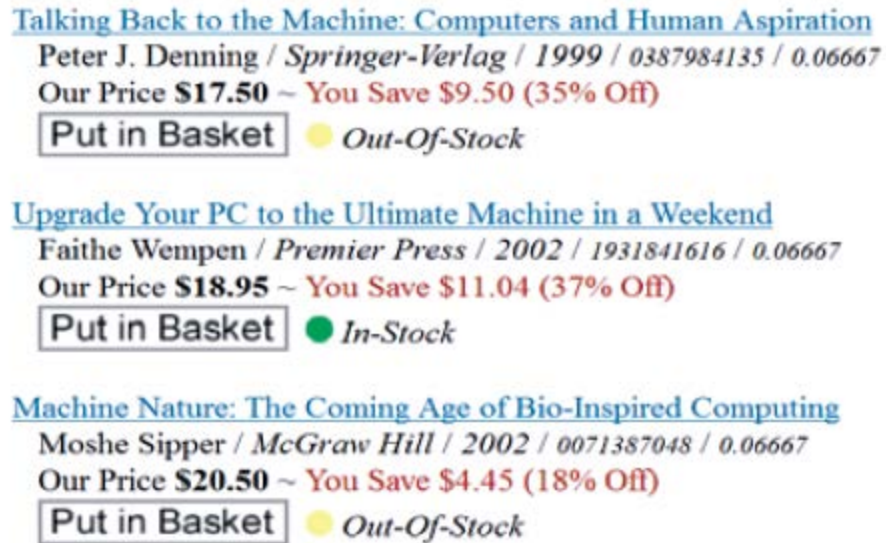 Talking Back to the Machine: Computers and Human Aspiration
Peter J. Denning / Springer-Verlag / 1999 / 0387984135 / 0.06667
Our Price $17.50 ~ You Save $9.50 (35% Off)
Put in Basket Out-Of-Stock
Upgrade Your PC to the Ultimate Machine in a Weekend
Faithe Wempen / Premier Press / 2002 / 1931841616 / 0.06667
Our Price $18.95 ~ You Save $11.04 (37% Off)
Put in Basket In-Stock
Machine Nature: The Coming Age of Bio-Inspired Computing
Moshe Sipper / McGraw Hill / 2002 / 0071387048 / 0.06667
Our Price $20.50 ~ You Save $4.45 (18% Off)
Put in Basket Out-Of-Stock